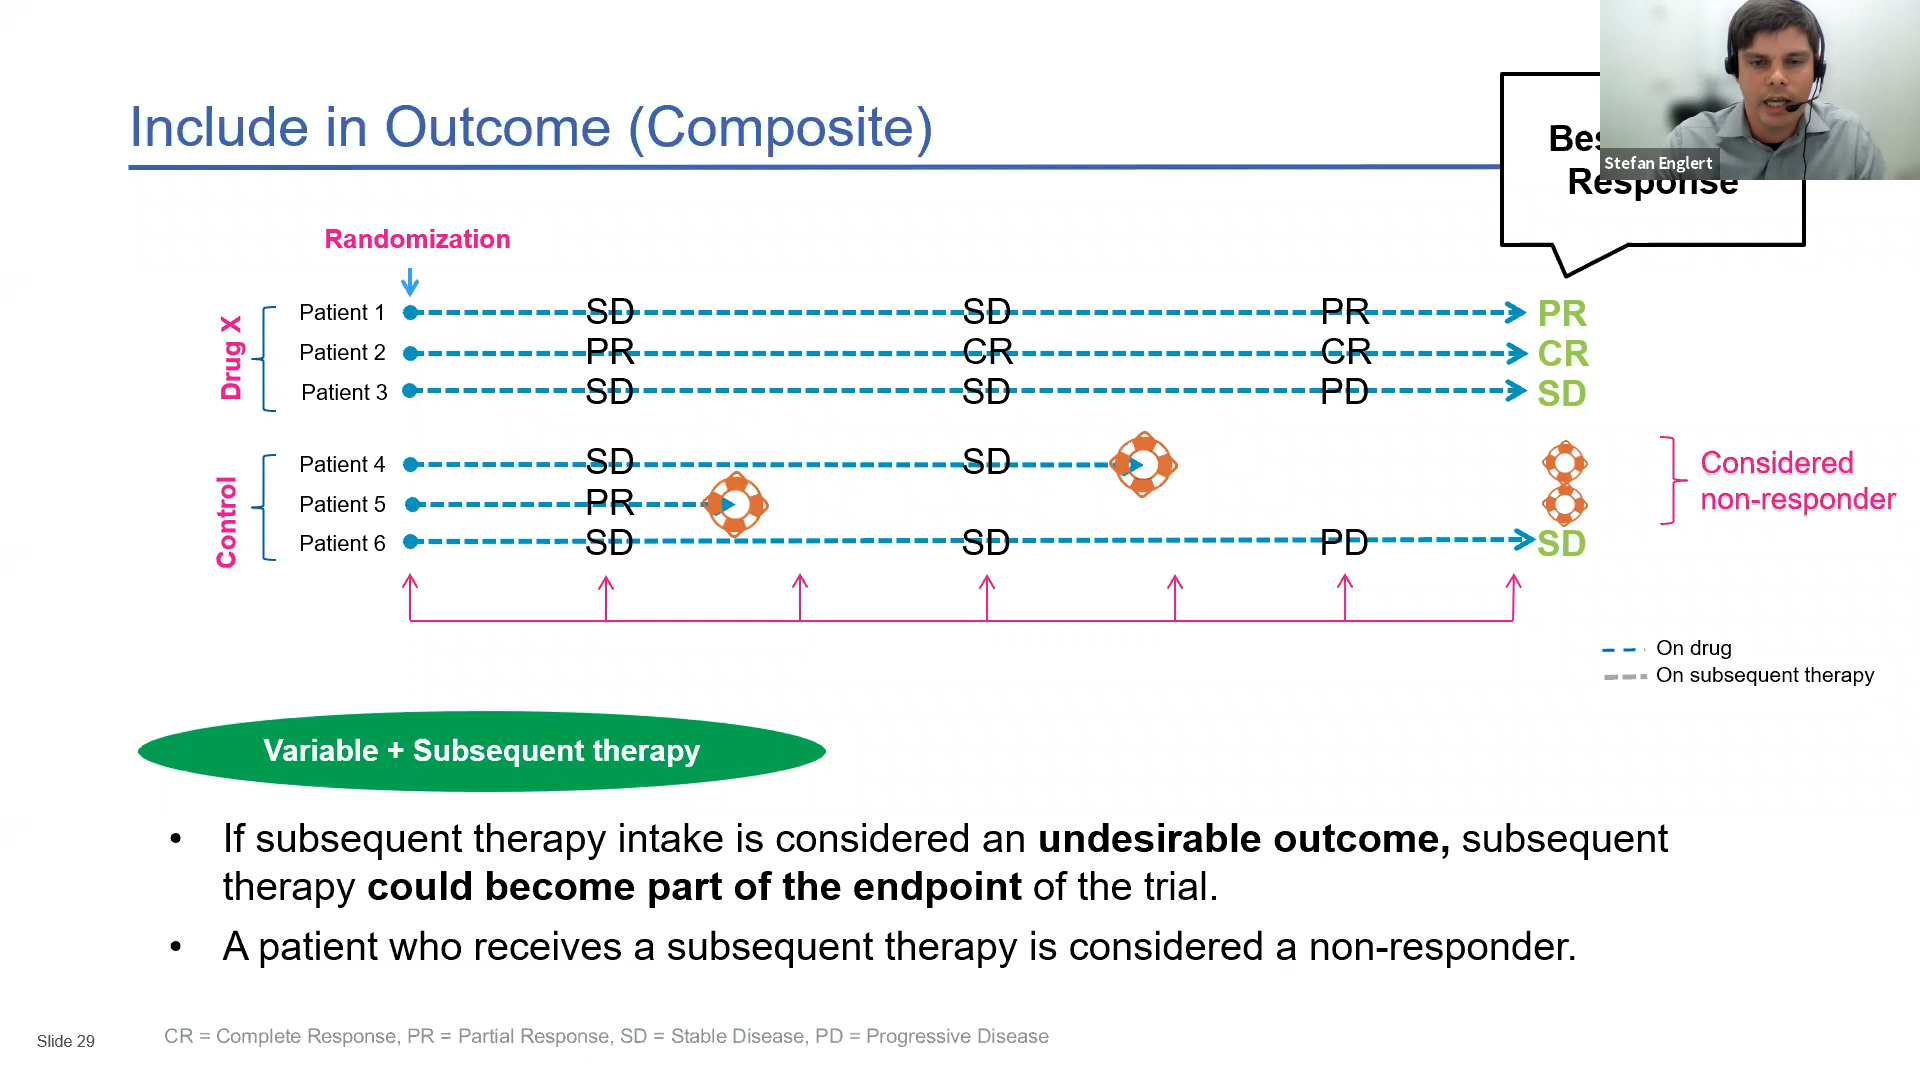 Include in Outcome (Composite)
Response
Stefan Englert
Randomization
Drug X
Patient 1 SD SD PR PR
Patient 2 PR CR CR CR
Patient 3 SD SD PD SD
Control
Patient 4 SD SD
Patient 5 PR
Patient 6 SD SD PD SD
Considered
non-responder
On drug
On subsequent therapy
Variable + Subsequent therapy
• If subsequent therapy intake is considered an undesirable outcome, subsequent
therapy could become part of the endpoint of the trial.
• A patient who receives a subsequent therapy is considered a non-responder.
Slide 29
CR = Complete Response, PR = Partial Response, SD = Stable Disease, PD = Progressive Disease